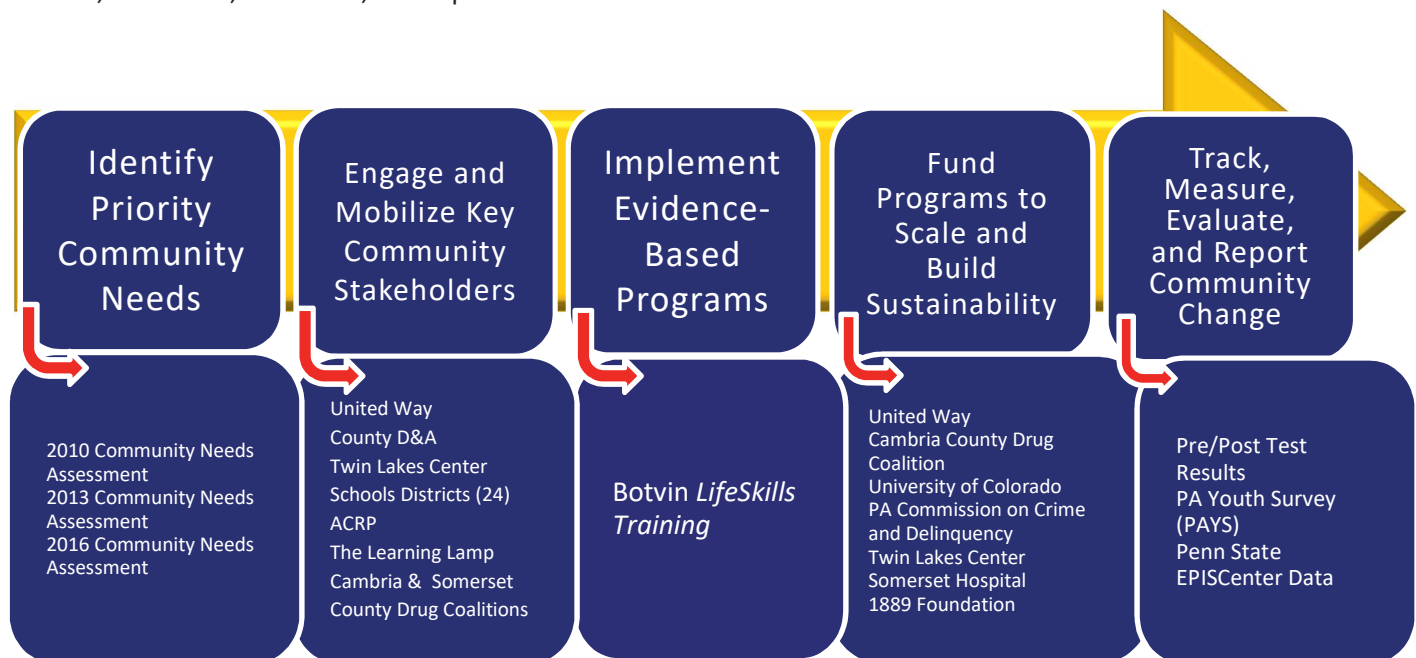 Identify
Priority
Community
Needs
Engage and
Mobilize Key
Community
Stakeholders
Implement
Evidence-
Based
Programs
Fund
Programs to
Scale and
Build
Sustainability
Track,
Measure,
Evaluate,
and Report
Community
Change
2010 Community Needs
Assessment
2013 Community Needs
Assessment
2016 Community Needs
Assessment
United Way
County D&A
Twin Lakes Center
Schools Districts (24)
ACRP
The Learning Lamp
Cambria & Somerset
County Drug Coalitions
Botvin LifeSkills
Training
United Way
Cambria County Drug
Coalition
University of Colorado
PA Commission on Crime
and Delinquency
Twin Lakes Center
Somerset Hospital
1889 Foundation
Pre/Post Test
Results
PA Youth Survey
(PAYS)
Penn State
EPISCenter Data